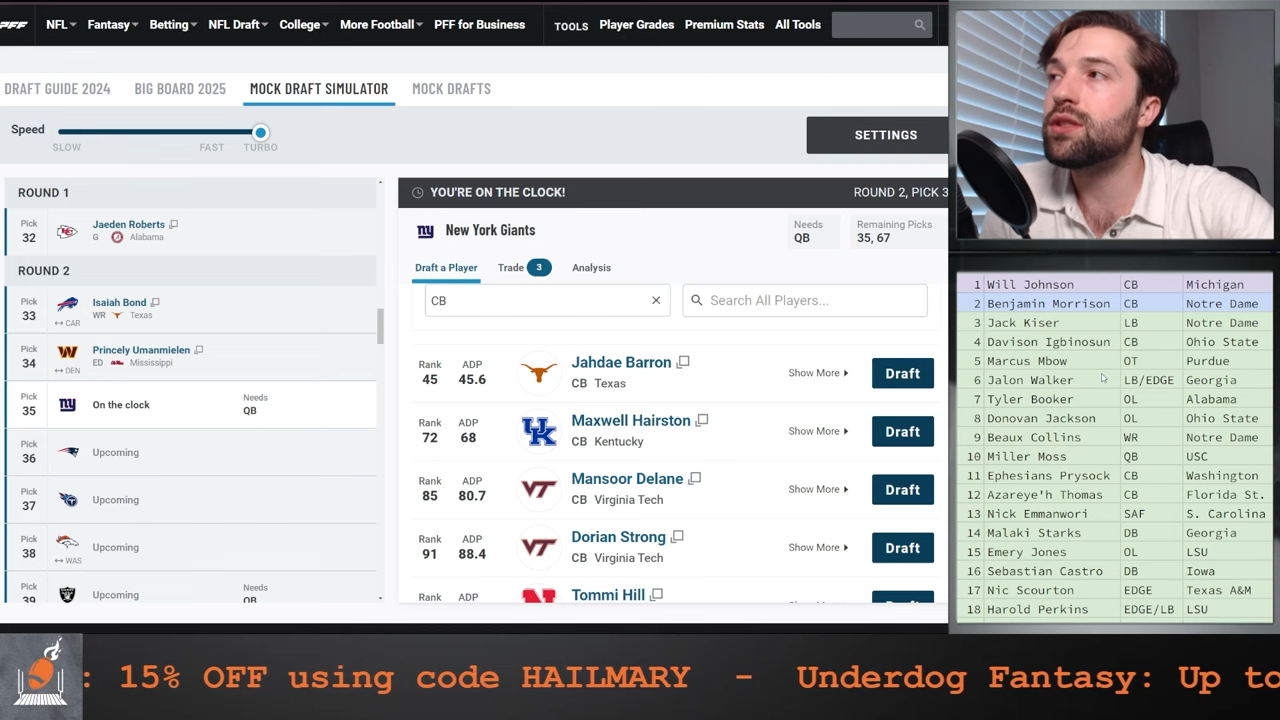 PFF NFL Fantasy Betting NFL Draft College More Football PFF for Business TOOLS Player Grades Premium Stats All Tools
DRAFT GUIDE 2024 BIG BOARD 2025 MOCK DRAFT SIMULATOR MOCK DRAFTS
Speed
SLOW FAST TURBO
SETTINGS
ROUND 1
Pick 32 Jaeden Roberts
G Alabama
ROUND 2
Pick 33 Isaiah Bond
↔ CAR WR Texas
Pick 34 Princely Umanmielen
↔ DEN ED Mississippi
Pick 35 ny On the clock Needs
QB
Pick 36 Upcoming
Pick 37 Upcoming
Pick 38 Upcoming
↔ WAS
Pick 39 Upcoming Needs
QB
YOU'RE ON THE CLOCK! ROUND 2, PICK 3
ny New York Giants
Needs
QB
Remaining Picks
35, 67
Draft a Player Trade 3 Analysis
CB Search All Players...
Rank 45 ADP 45.6 Jahdae Barron Show More Draft
CB Texas
Rank 72 ADP 68 UK Maxwell Hairston Show More Draft
CB Kentucky
Rank 85 ADP 80.7 VT Mansoor Delane Show More Draft
CB Virginia Tech
Rank 91 ADP 88.4 VT Dorian Strong Show More Draft
CB Virginia Tech
Rank ADP N Tommi Hill
1 Will Johnson CB Michigan
2 Benjamin Morrison CB Notre Dame
3 Jack Kiser LB Notre Dame
4 Davison Igbinosun CB Ohio State
5 Marcus Mbow OT Purdue
6 Jalon Walker LB/EDGE Georgia
7 Tyler Booker OL Alabama
8 Donovan Jackson OL Ohio State
9 Beaux Collins WR Notre Dame
10 Miller Moss QB USC
11 Ephesians Prysock CB Washington
12 Azareye'h Thomas CB Florida St.
13 Nick Emmanwori SAF S. Carolina
14 Malaki Starks DB Georgia
15 Emery Jones OL LSU
16 Sebastian Castro DB Iowa
17 Nic Scourton EDGE Texas A&M
18 Harold Perkins EDGE/LB LSU
: 15% OFF using code HAILMARY - Underdog Fantasy: Up to